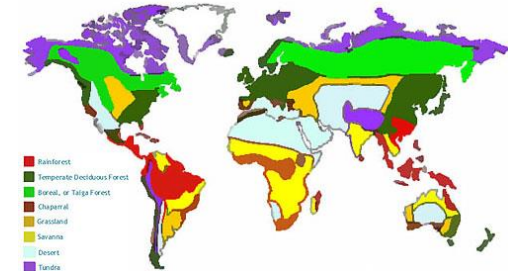 Rainforest
Temperate Deciduous Forest
Boreal, or Taiga Forest
Chaparral
Grassland
Savanna
Desert
Tundra